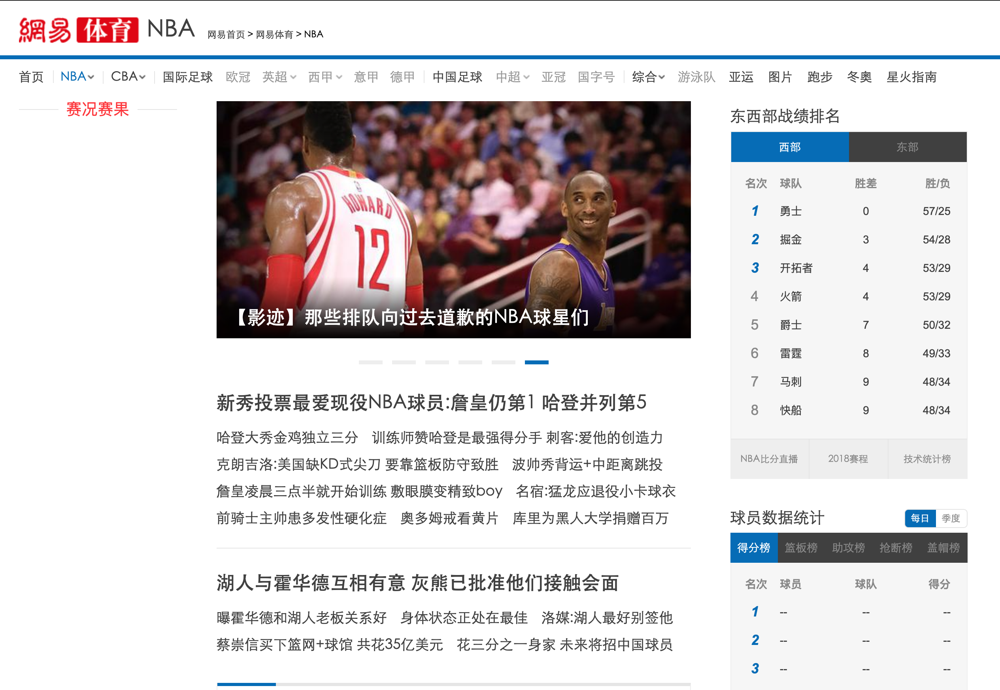 網易 体育 NBA 网易首页 > 网易体育 > NBA
首页 NBA CBA 国际足球 欧冠 英超 西甲 意甲 德甲 中国足球 中超 亚冠 国字号 综合 游泳队 亚运 图片 跑步 冬奥 星火指南
赛况赛果
HOWARD
12
【影迹】那些排队向过去道歉的NBA球星们
新秀投票最爱现役NBA球员:詹皇仍第1 哈登并列第5
哈登大秀金鸡独立三分 训练师赞哈登是最强得分手 刺客:爱他的创造力
克朗吉洛:美国缺KD式尖刀 要靠篮板防守致胜 波帅秀背运+中距离跳投
詹皇凌晨三点半就开始训练 敷眼膜变精致boy 名宿:猛龙应退役小卡球衣
前骑士主帅患多发性硬化症 奥多姆戒看黄片 库里为黑人大学捐赠百万
湖人与霍华德互相有意 灰熊已批准他们接触会面
曝霍华德和湖人老板关系好 身体状态正处在最佳 洛媒:湖人最好别签他
蔡崇信买下篮网+球馆 共花35亿美元 花三分之一身家 未来将招中国球员
东西部战绩排名
西部 东部
名次 球队 胜差 胜/负
1 勇士 0 57/25
2 掘金 3 54/28
3 开拓者 4 53/29
4 火箭 4 53/29
5 爵士 7 50/32
6 雷霆 8 49/33
7 马刺 9 48/34
8 快船 9 48/34
NBA比分直播 2018赛程 技术统计榜
球员数据统计 每日 季度
得分榜 篮板榜 助攻榜 抢断榜 盖帽榜
名次 球员 球队 得分
1 -- -- --
2 -- -- --
3 -- -- --